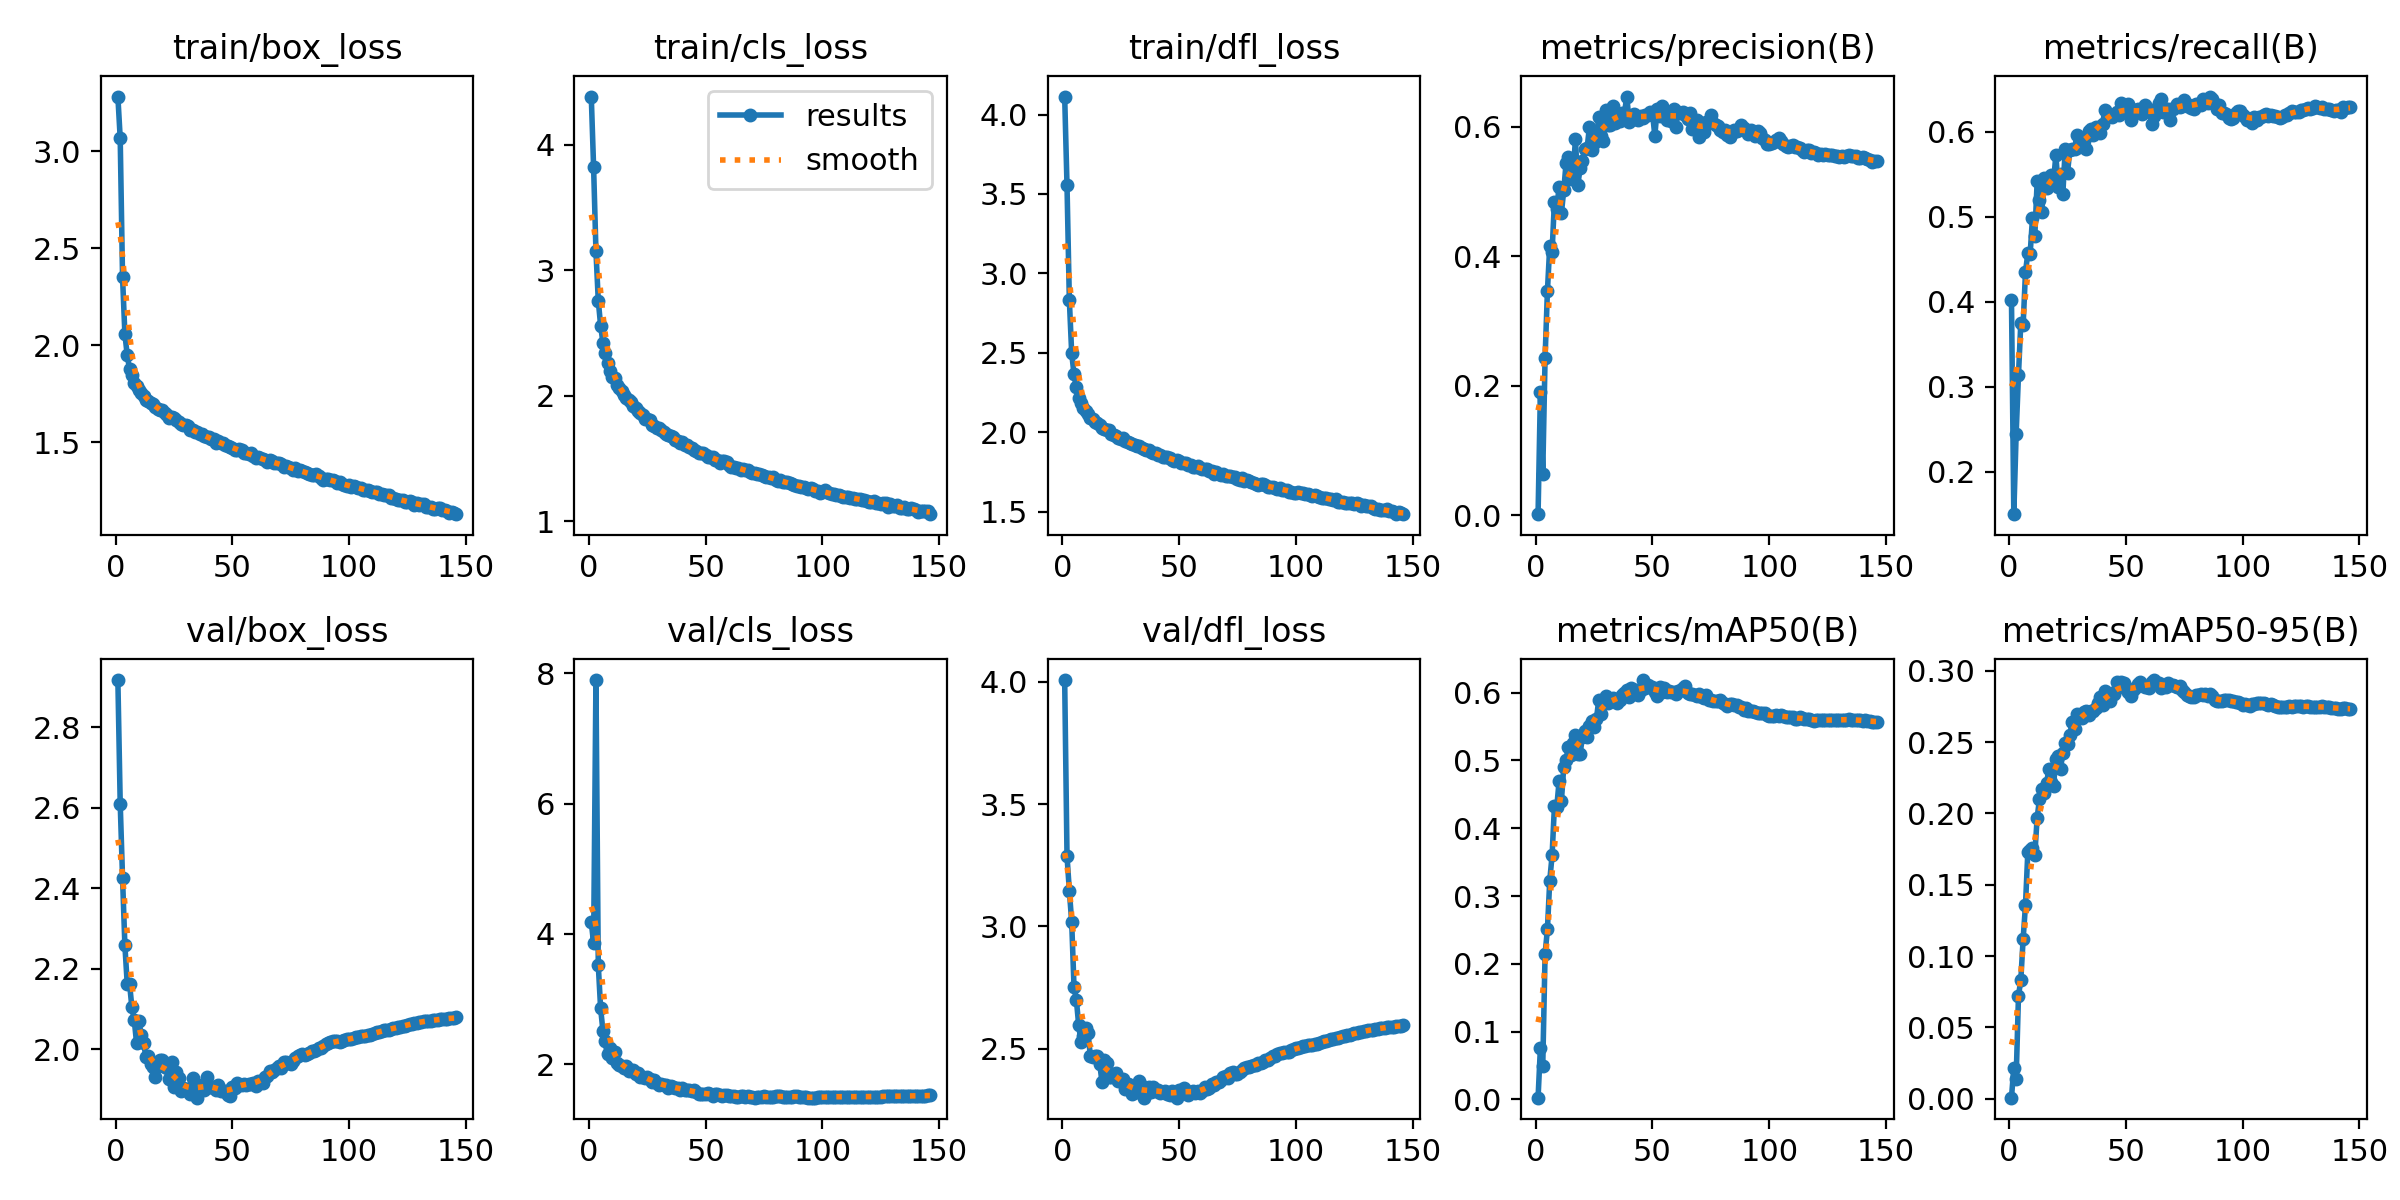 train/box_loss
3.0
2.5
2.0
1.5
0 50 100 150
train/cls_loss
results
smooth
4
3
2
1
0 50 100 150
train/dfl_loss
4.0
3.5
3.0
2.5
2.0
1.5
0 50 100 150
metrics/precision(B)
0.6
0.4
0.2
0.0
0 50 100 150
metrics/recall(B)
0.6
0.5
0.4
0.3
0.2
0 50 100 150
val/box_loss
2.8
2.6
2.4
2.2
2.0
0 50 100 150
val/cls_loss
8
6
4
2
0 50 100 150
val/dfl_loss
4.0
3.5
3.0
2.5
0 50 100 150
metrics/mAP50(B)
0.6
0.5
0.4
0.3
0.2
0.1
0.0
0 50 100 150
metrics/mAP50-95(B)
0.30
0.25
0.20
0.15
0.10
0.05
0.00
0 50 100 150